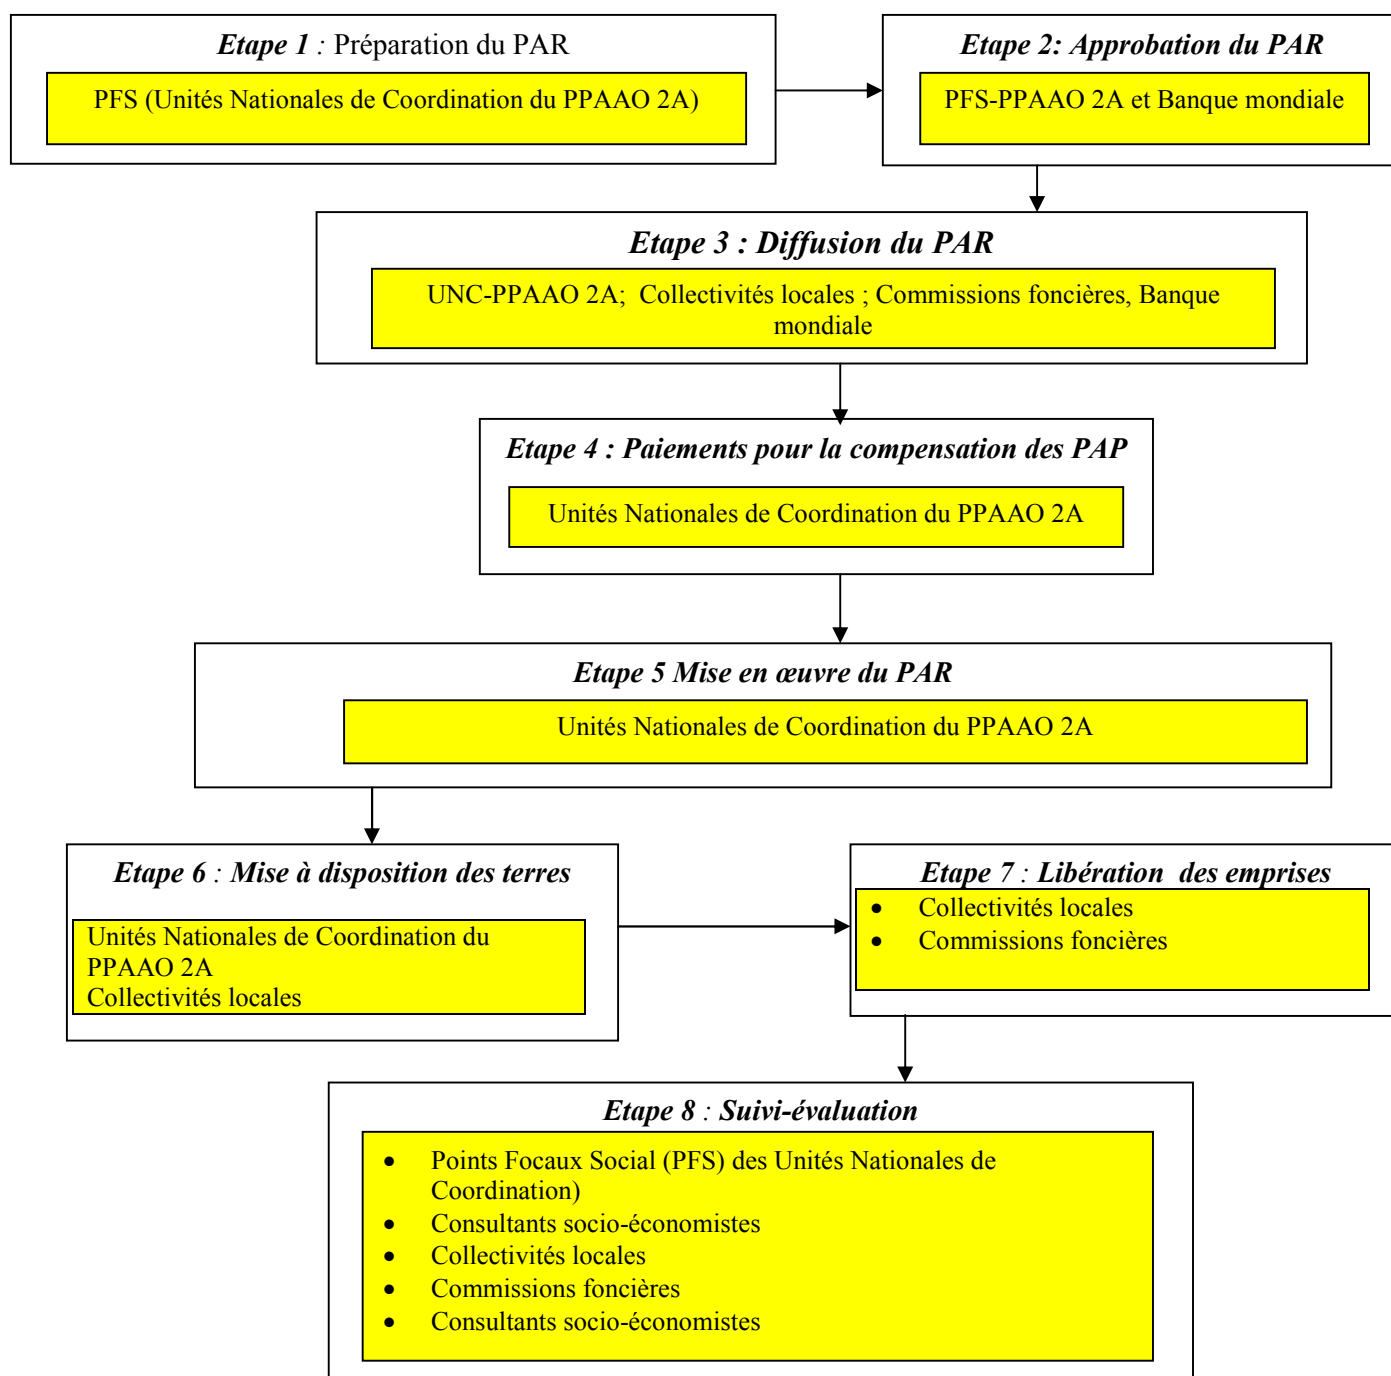 Etape 1 : Préparation du PAR
PFS (Unités Nationales de Coordination du PPAAO 2A)
Etape 2: Approbation du PAR
PFS-PPAAO 2A et Banque mondiale
Etape 3 : Diffusion du PAR
UNC-PPAAO 2A; Collectivités locales ; Commissions foncières, Banque
mondiale
Etape 4 : Paiements pour la compensation des PAP
Unités Nationales de Coordination du PPAAO 2A
Etape 5 Mise en œuvre du PAR
Unités Nationales de Coordination du PPAAO 2A
Etape 6 : Mise à disposition des terres
Unités Nationales de Coordination du
PPAAO 2A
Collectivités locales
Etape 7 : Libération des emprises
• Collectivités locales
• Commissions foncières
Etape 8 : Suivi-évaluation
• Points Focaux Social (PFS) des Unités Nationales de
Coordination)
• Consultants socio-économistes
• Collectivités locales
• Commissions foncières
• Consultants socio-économistes